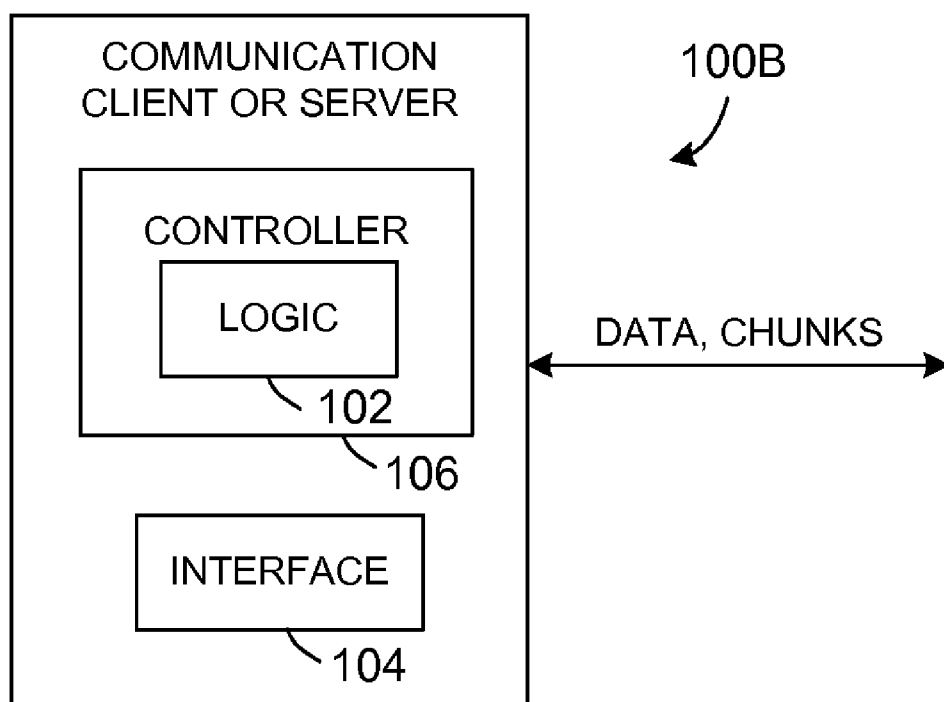 COMMUNICATION
CLIENT OR SERVER
100B
CONTROLLER
LOGIC
102
106
DATA, CHUNKS
INTERFACE
104